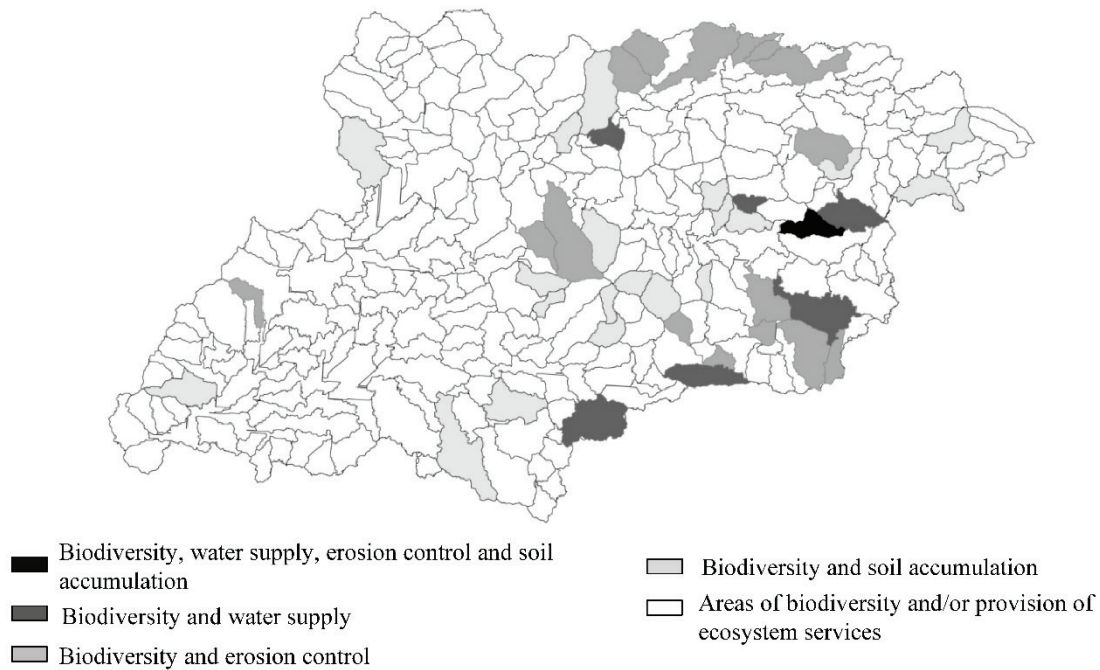 Biodiversity, water supply, erosion control and soil
accumulation
Biodiversity and water supply
Biodiversity and erosion control
Biodiversity and soil accumulation
Areas of biodiversity and/or provision of
ecosystem services